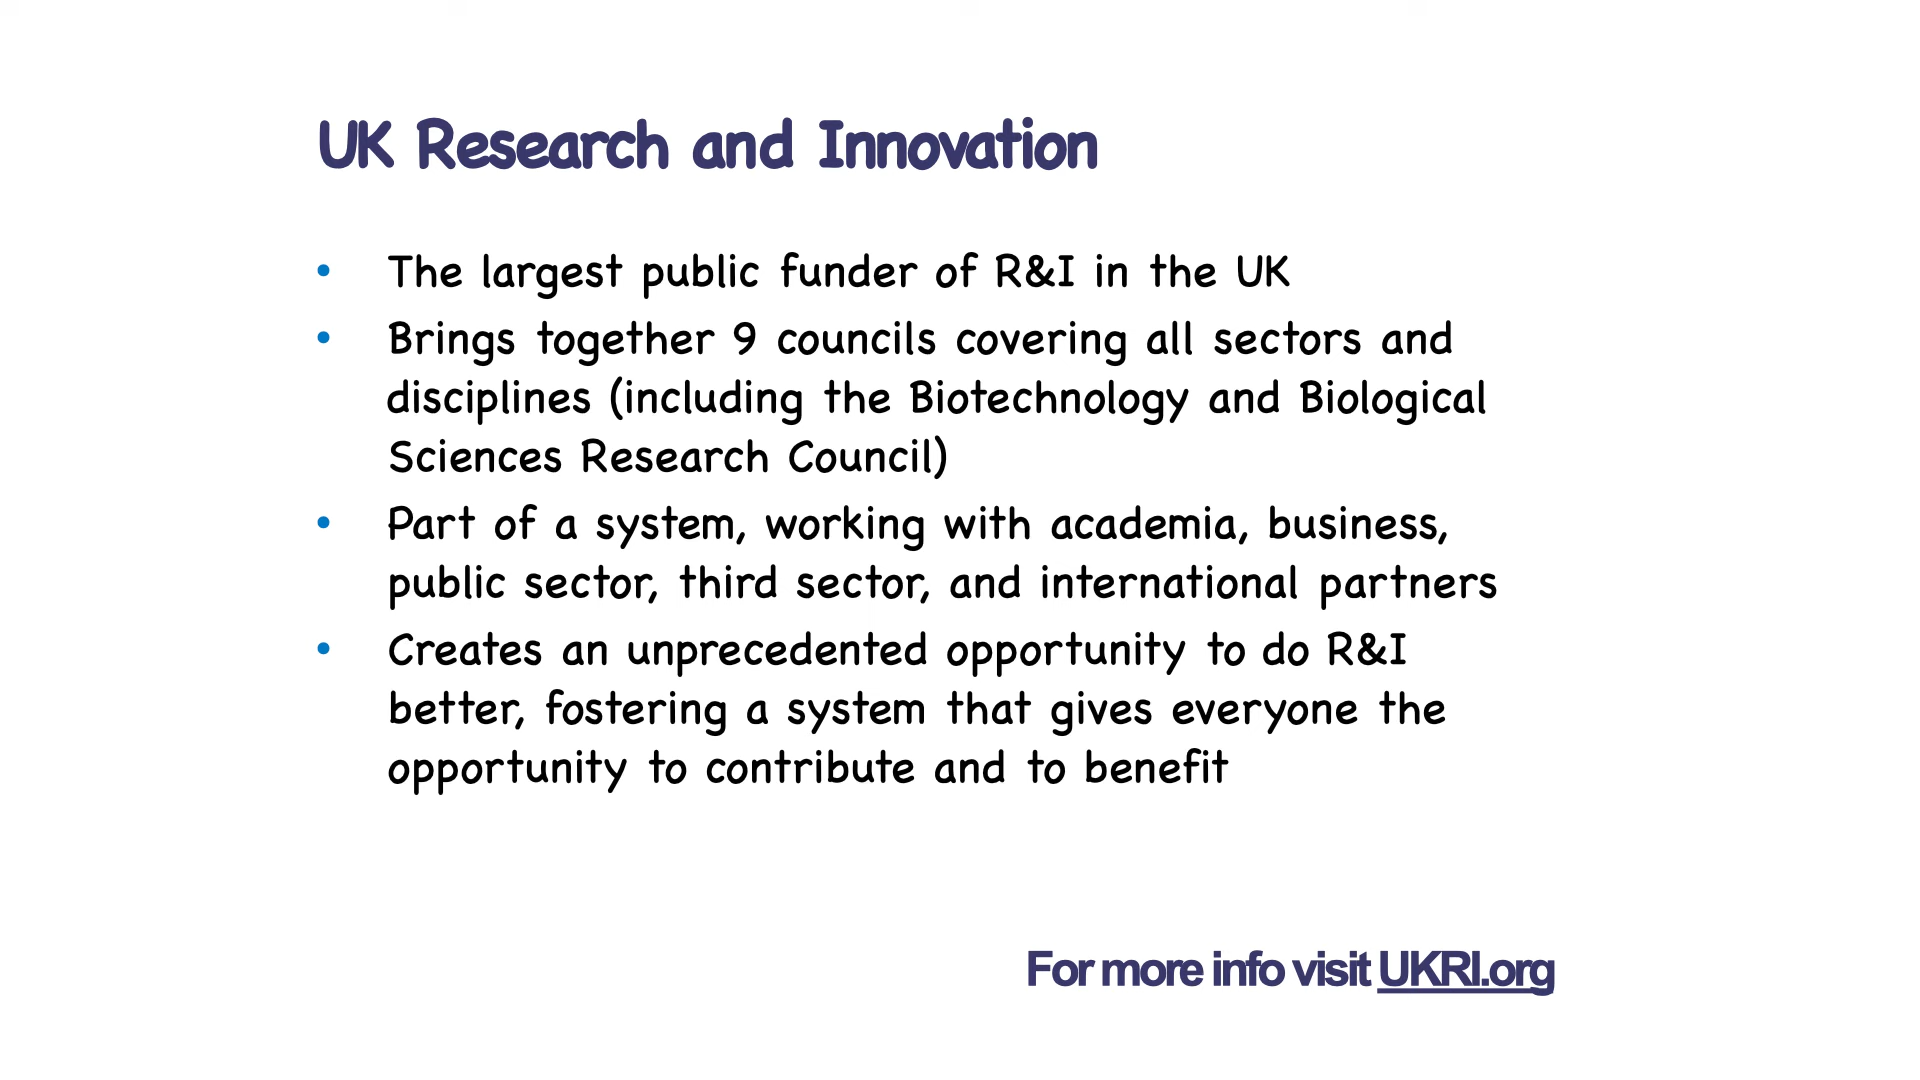 UK Research and Innovation
• The largest public funder of R&I in the UK
• Brings together 9 councils covering all sectors and
disciplines (including the Biotechnology and Biological
Sciences Research Council)
• Part of a system, working with academia, business,
public sector, third sector, and international partners
• Creates an unprecedented opportunity to do R&I
better, fostering a system that gives everyone the
opportunity to contribute and to benefit
For more info visit UKRI.org